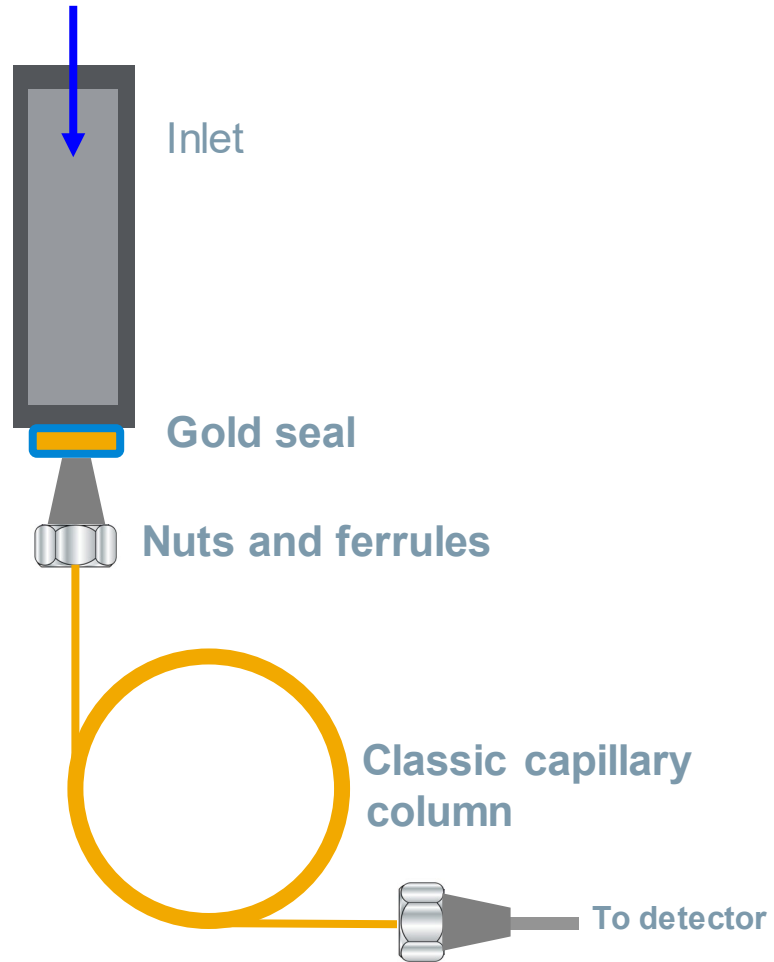 Inlet
Gold seal
Nuts and ferrules
Classic capillary
column
To detector